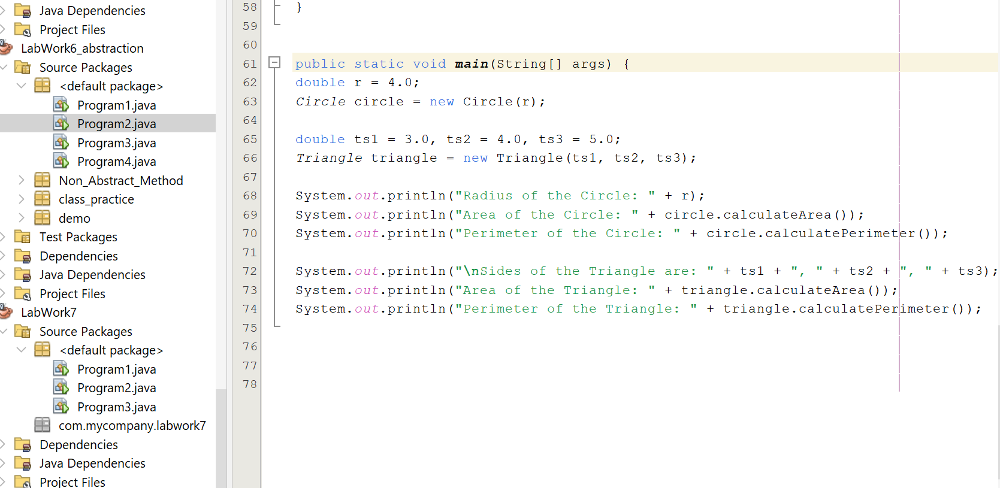 Java Dependencies
Project Files
LabWork6_abstraction
Source Packages
<default package>
Program1.java
Program2.java
Program3.java
Program4.java
Non_Abstract_Method
class_practice
demo
Test Packages
Dependencies
Java Dependencies
Project Files
LabWork7
Source Packages
<default package>
Program1.java
Program2.java
Program3.java
com.mycompany.labwork7
Dependencies
Java Dependencies
Project Files
58 }
59
60
61 public static void main(String[] args) {
62 double r = 4.0;
63 Circle circle = new Circle(r);
64
65 double ts1 = 3.0, ts2 = 4.0, ts3 = 5.0;
66 Triangle triangle = new Triangle(ts1, ts2, ts3);
67
68 System.out.println("Radius of the Circle: " + r);
69 System.out.println("Area of the Circle: " + circle.calculateArea());
70 System.out.println("Perimeter of the Circle: " + circle.calculatePerimeter());
71
72 System.out.println("\nSides of the Triangle are: " + ts1 + ", " + ts2 + ", " + ts3);
73 System.out.println("Area of the Triangle: " + triangle.calculateArea());
74 System.out.println("Perimeter of the Triangle: " + triangle.calculatePerimeter());
75
76
77
78